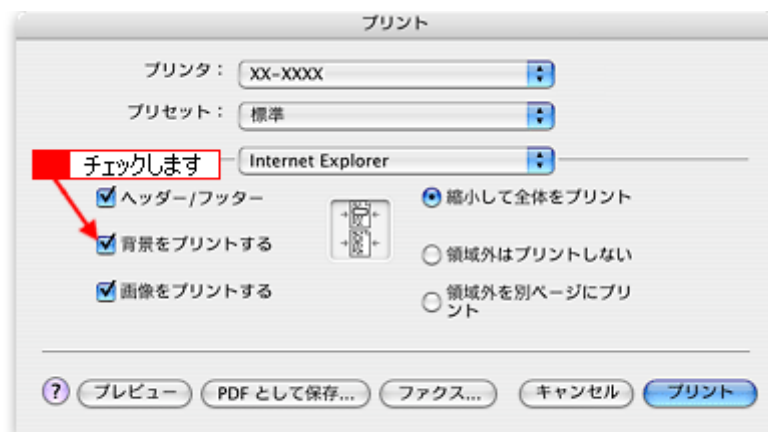 プリント
プリンタ： XX-XXXX
プリセット： 標準
チェックします Internet Explorer
ヘッダー/フッター 縮小して全体をプリント
背景をプリントする 領域外はプリントしない
画像をプリントする 領域外を別ページにプリ
ント
? プレビュー PDF として保存... ファクス... キャンセル プリント